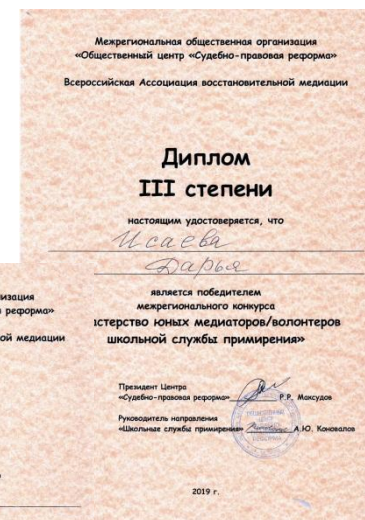 Межрегиональная общественная организация
«Общественный центр «Судебно-правовая реформа»
Всероссийская Ассоциация восстановительной медиации
Диплом
III степени
настоящим удостоверяется, что
Исаева
Дарья
является победителем
межрегионального конкурса
стерство юных медиаторов/волонтеров
школьной службы примирения»
Президент Центра
«Судебно-правовая реформа» Р.Р. Максудов
Руководитель направления
«Школьные службы примирения» А.Ю. Коновалов
2019 г.
изация
реформа»
ой медиации